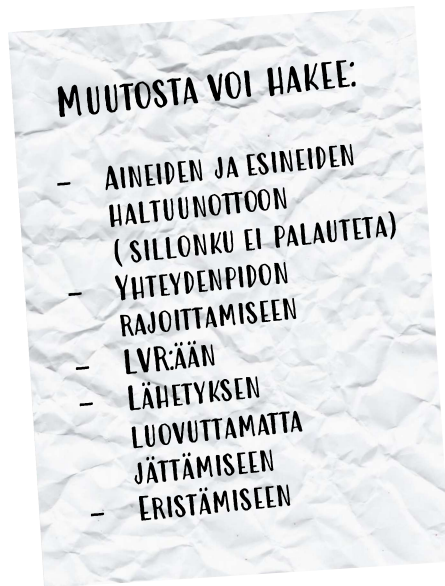 MUUTOSTA VOI HAKEE:
- AINEIDEN JA ESINEIDEN
HALTUUNOTTOON
( SILLONKU EI PALAUTETA)
- YHTEYDENPIDON
RAJOITTAMISEEN
- LVR:ÄÄN
- LÄHETYKSEN
LUOVUTTAMATTA
JÄTTÄMISEEN
- ERISTÄMISEEN